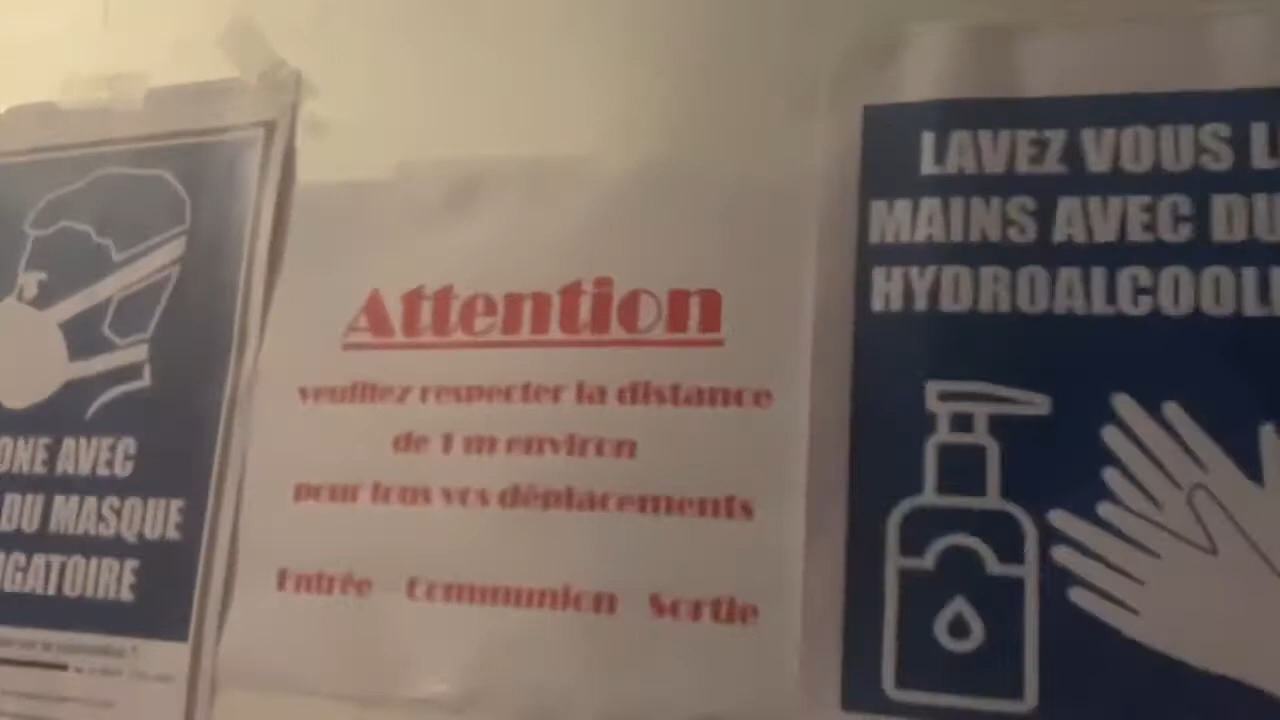 ONE AVEC
DU MASQUE
IGATOIRE
Attention
veuillez respecter la distance
de 1 m environ
pour tous vos déplacements
Entrée Communion Sortie
LAVEZ VOUS L
MAINS AVEC DU
HYDROALCOOLI